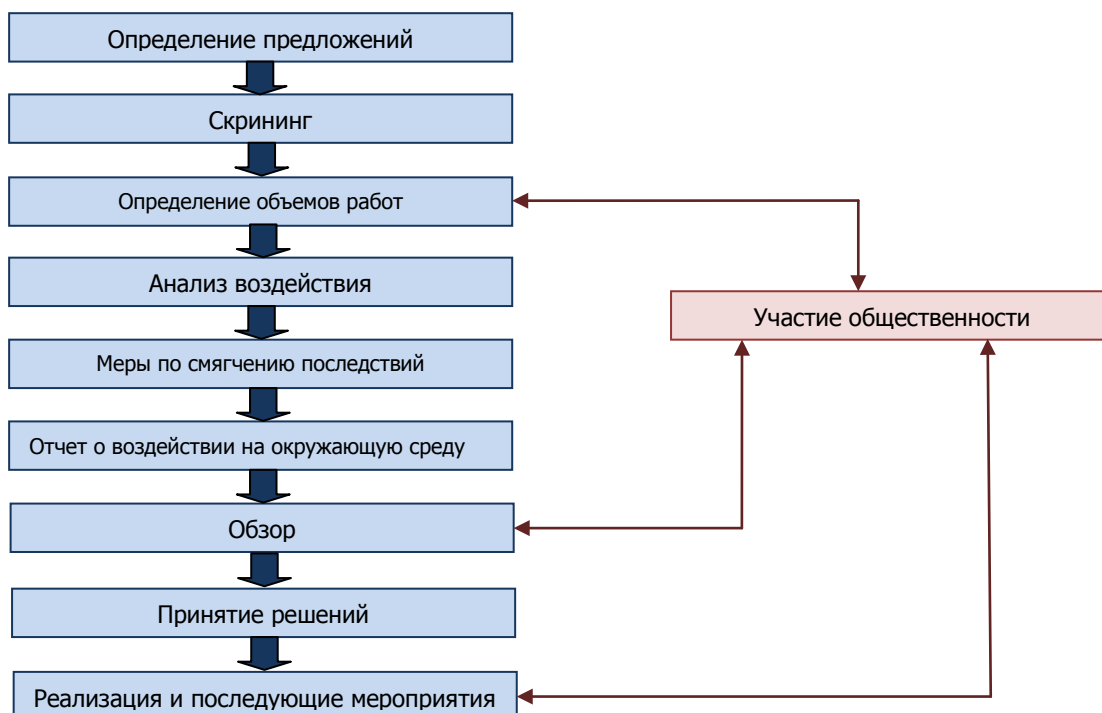 Определение предложений
Скрининг
Определение объемов работ
Анализ воздействия
Участие общественности
Меры по смягчению последствий
Отчет о воздействии на окружающую среду
Обзор
Принятие решений
Реализация и последующие мероприятия